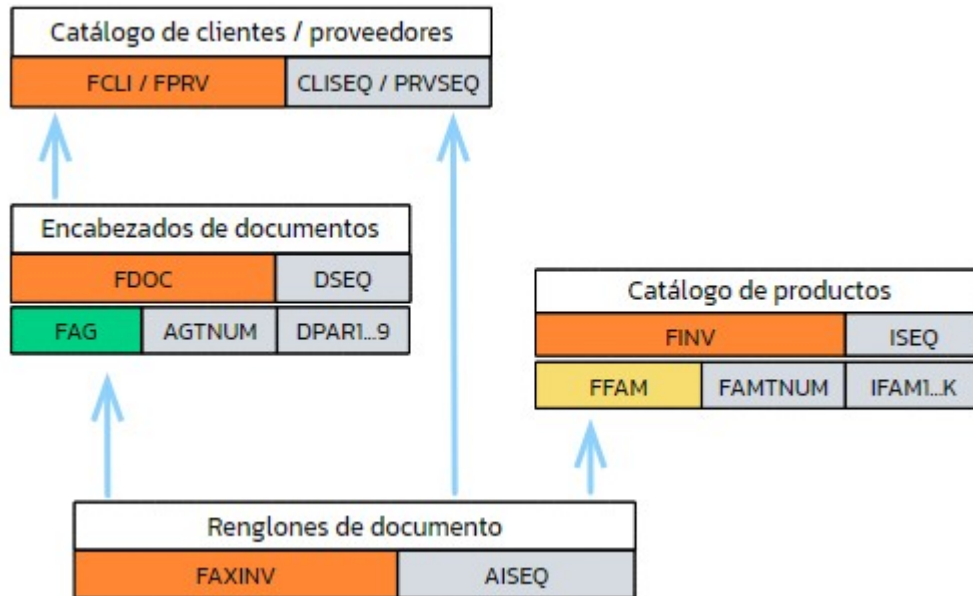 Catálogo de clientes / proveedores
FCLI / FPRV CLISEQ / PRVSEQ
Encabezados de documentos
FDOC DSEQ
FAG AGTNUM DPAR1...9
Catálogo de productos
FINV ISEQ
FFAM FAMTNUM IFAM1...K
Renglones de documento
FAXINV AISEQ